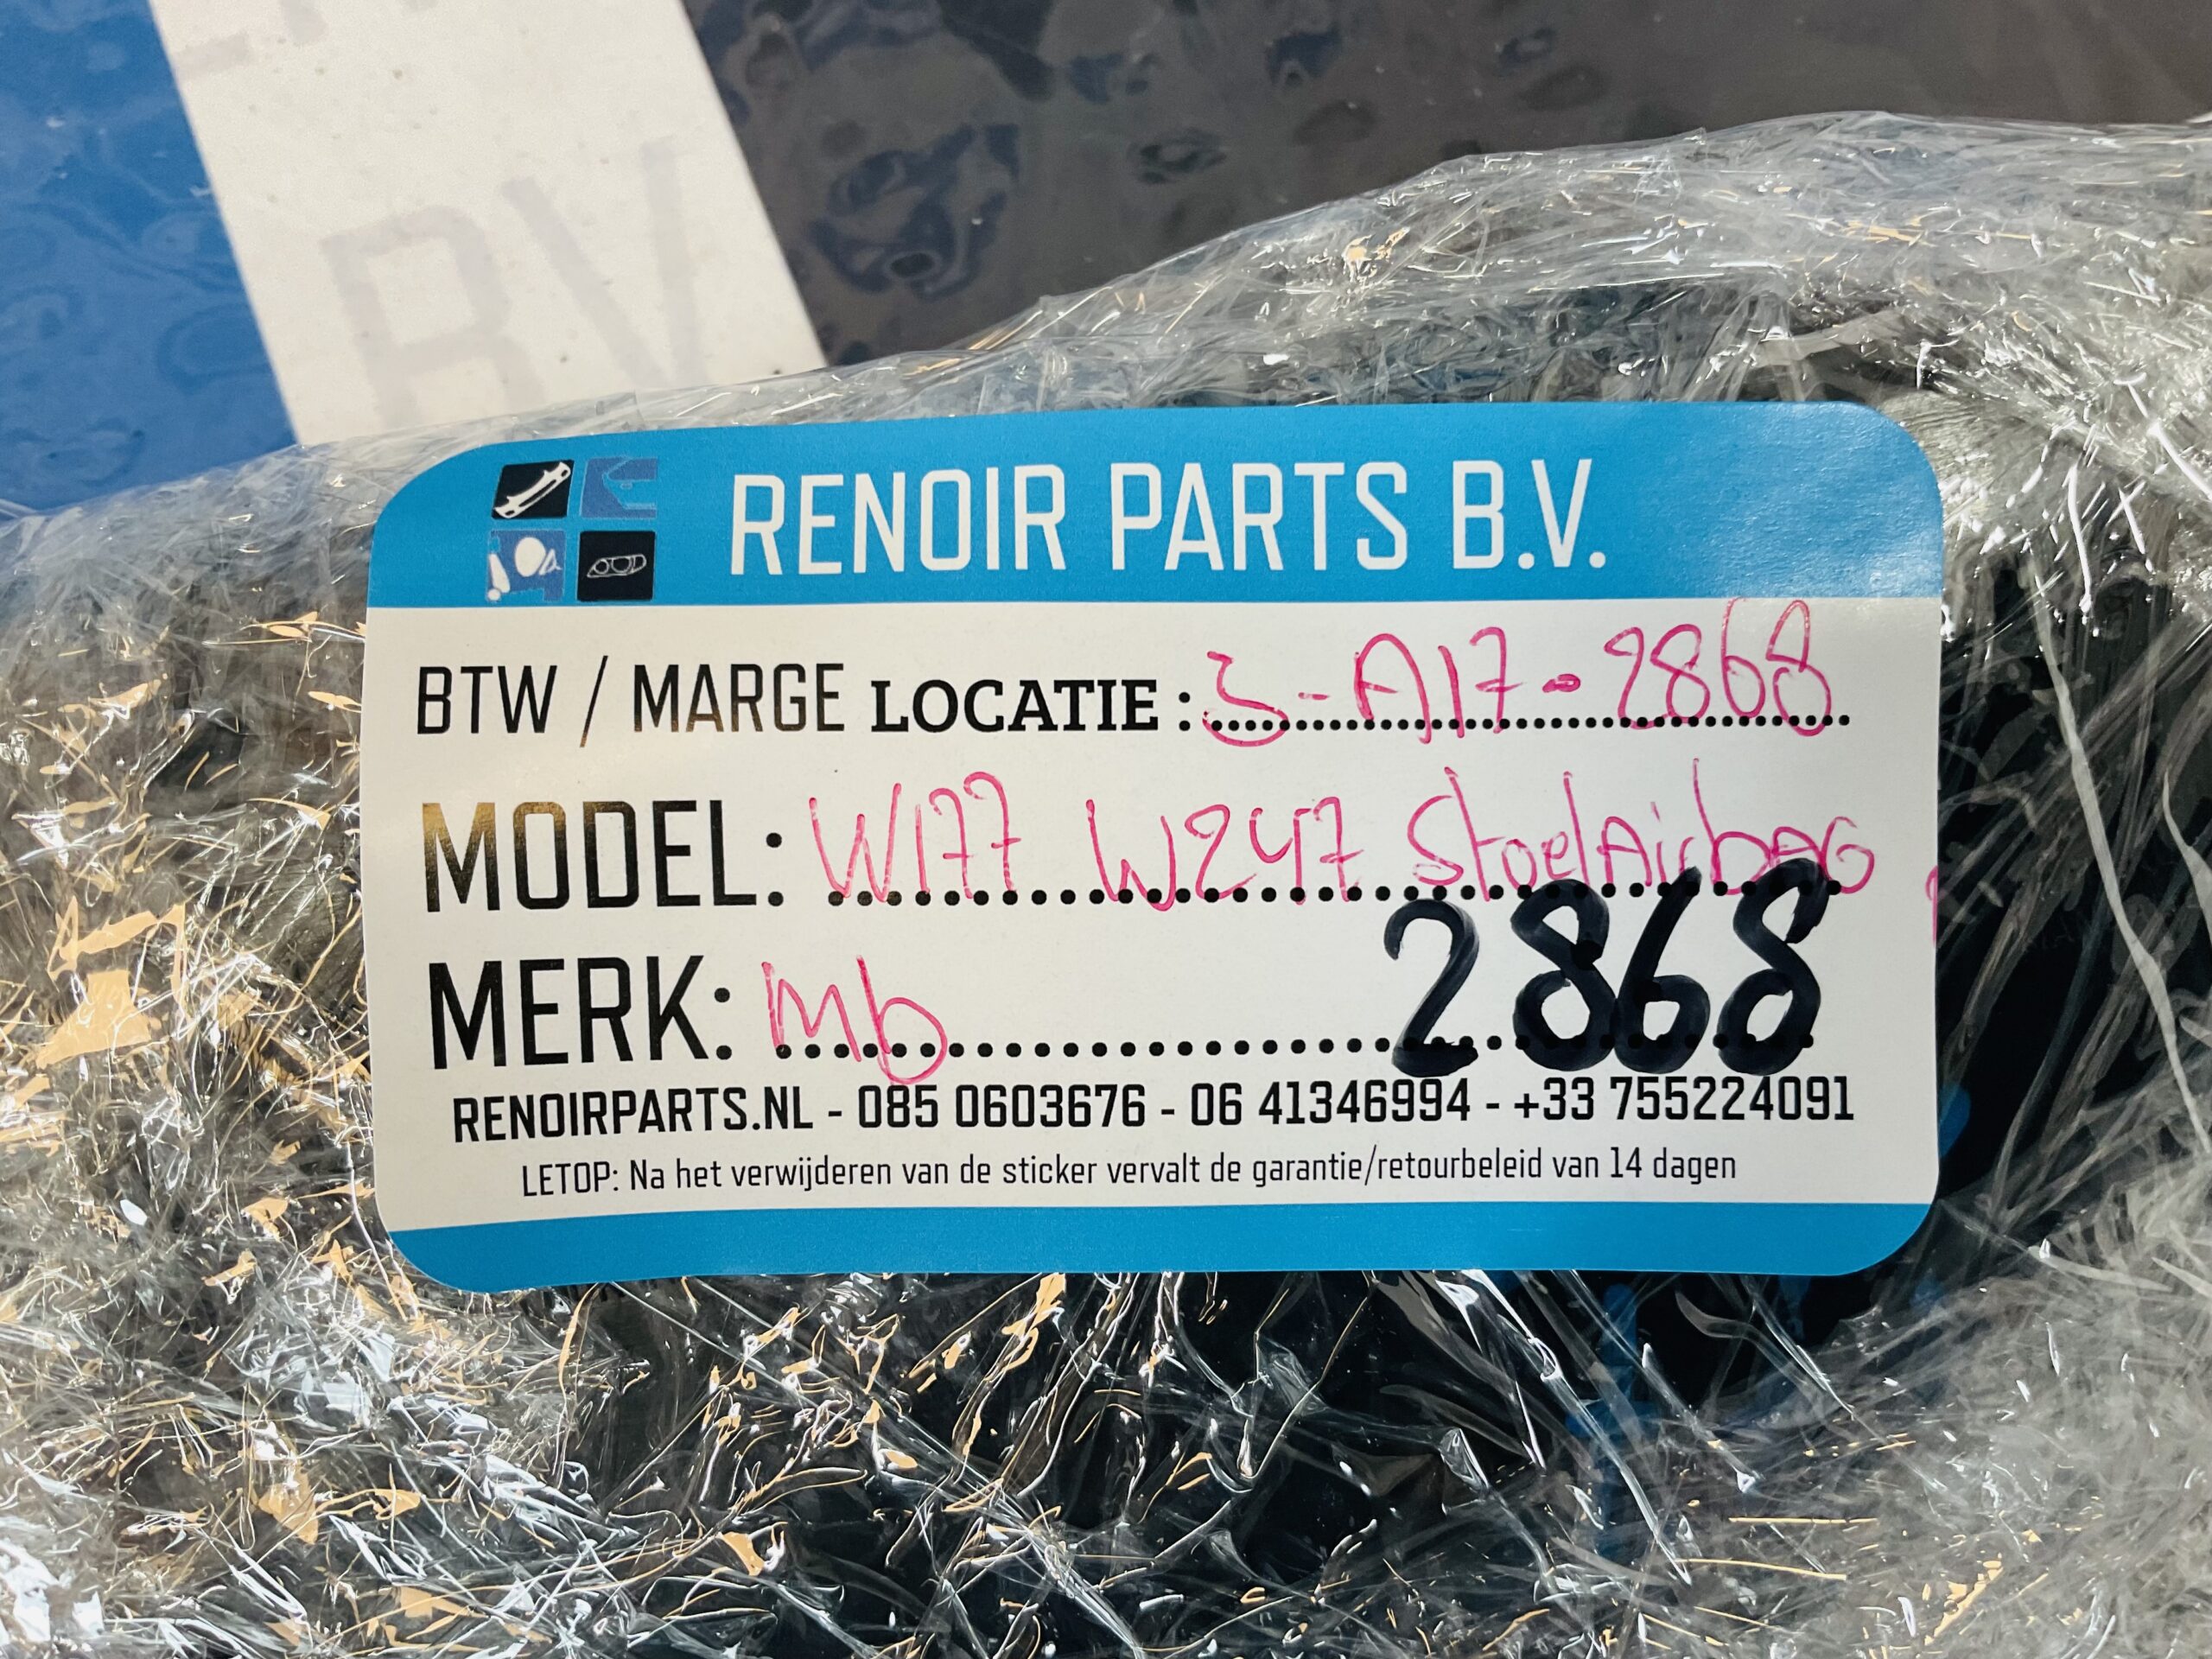 BV
RENOIR PARTS B.V.
BTW / MARGE LOCATIE : 3-A17-2868
MODEL: W177 W247 StoelAirbAG
MERK: Mb 2868
RENOIRPARTS.NL - 085 0603676 - 06 41346994 - +33 755224091
LETOP: Na het verwijderen van de sticker vervalt de garantie/retourbeleid van 14 dagen